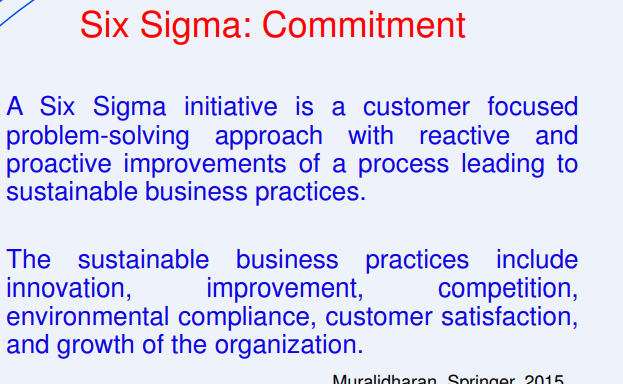 Six Sigma: Commitment
A Six Sigma initiative is a customer focused
problem-solving approach with reactive and
proactive improvements of a process leading to
sustainable business practices.
The sustainable business practices include
innovation, improvement, competition,
environmental compliance, customer satisfaction,
and growth of the organization.
Muralidharan, Springer, 2015